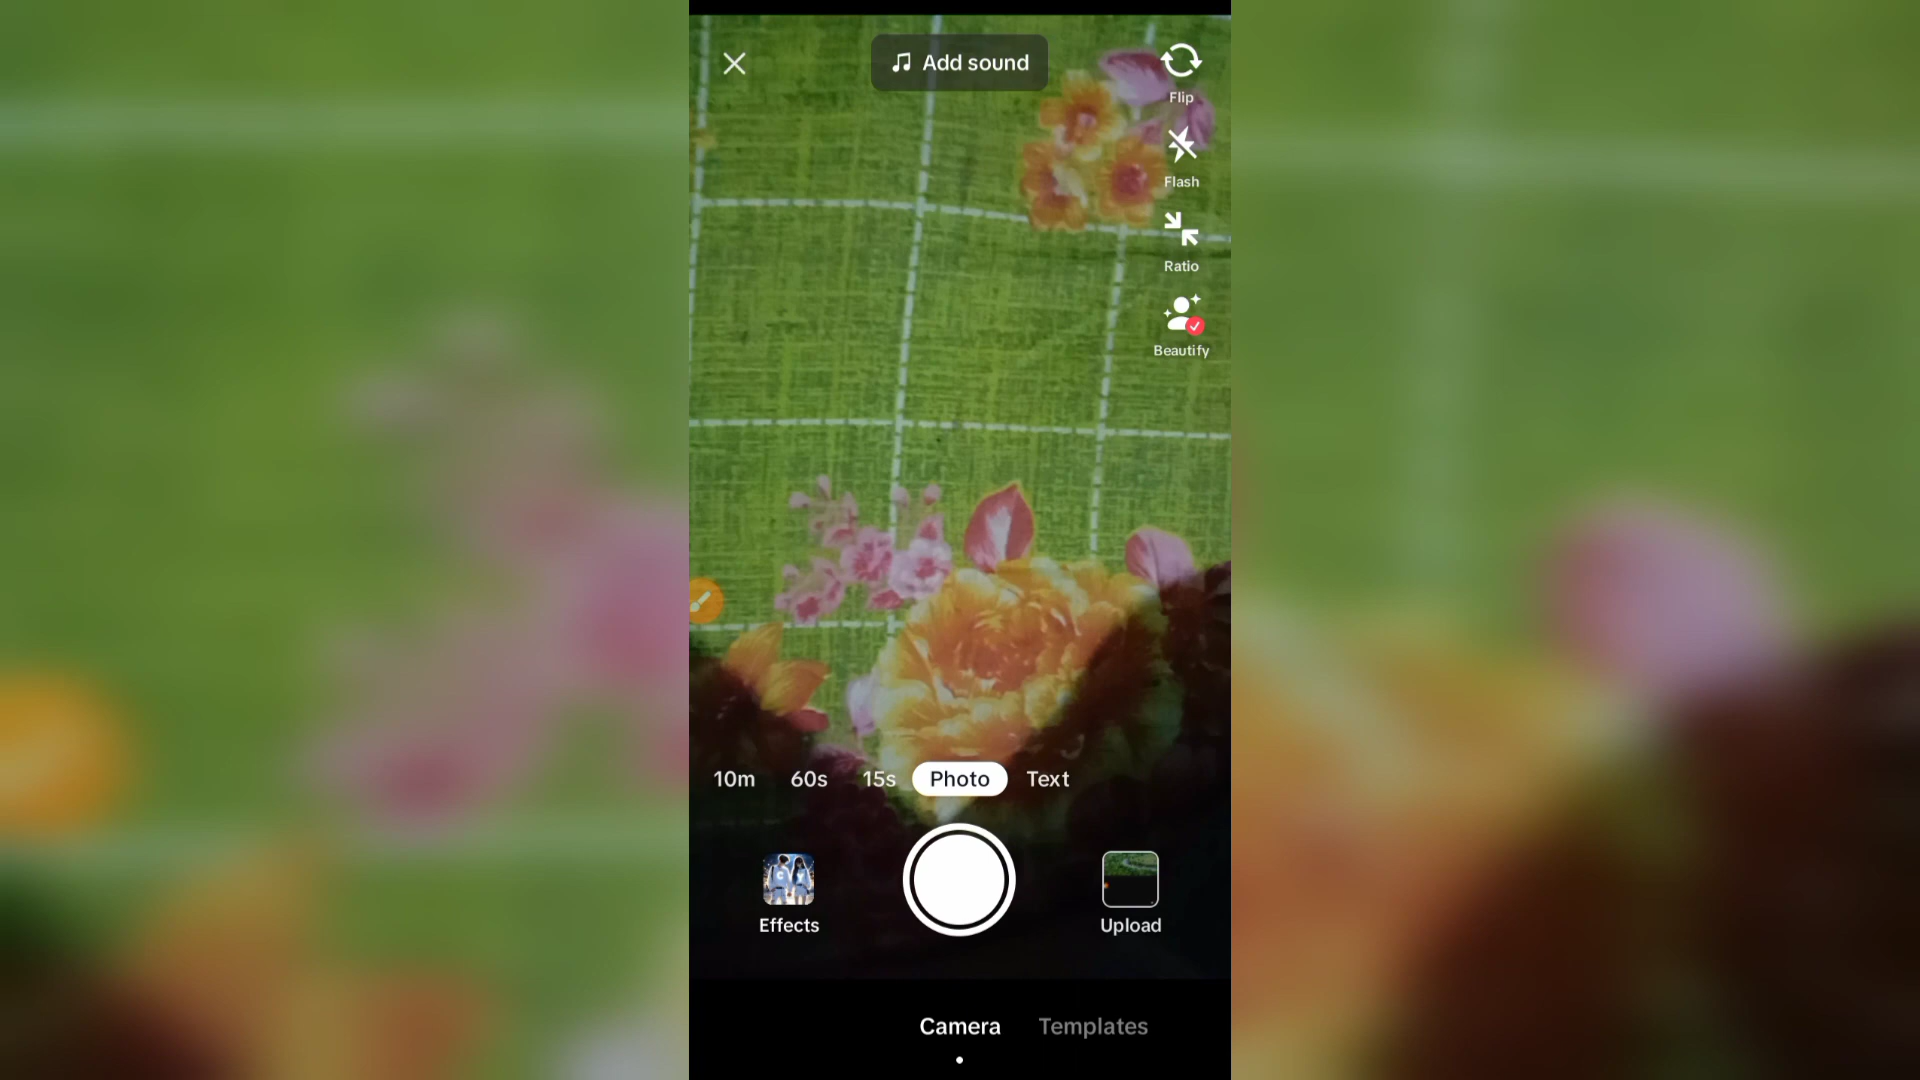 Add sound
Flip
Flash
Ratio
Beautify
10m 60s 15s Photo Text
Effects
Upload
Camera Templates